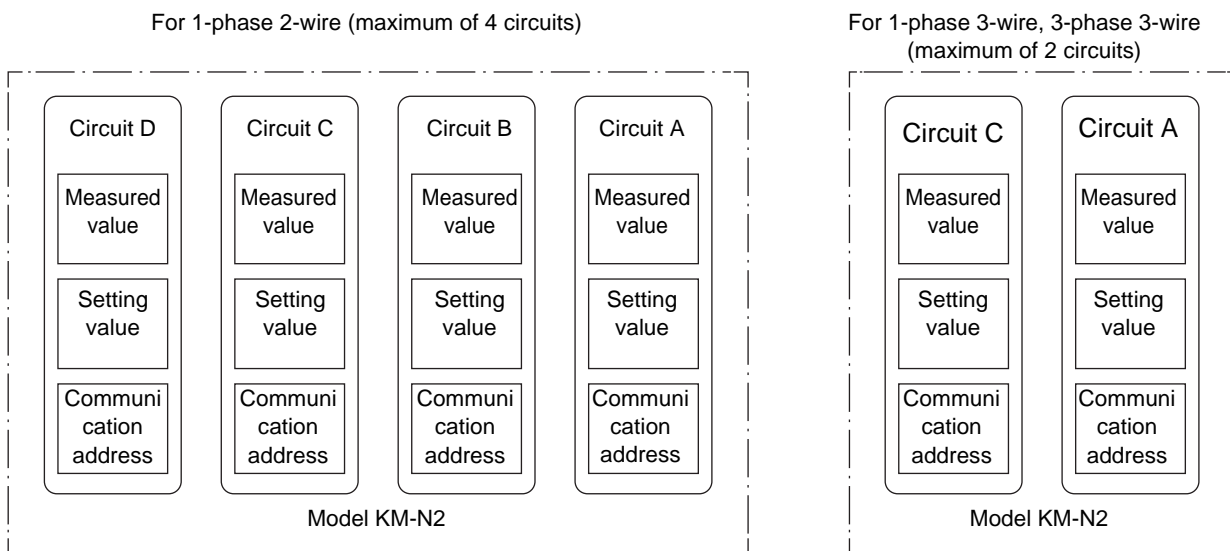 For 1-phase 2-wire (maximum of 4 circuits)
Circuit D
Measured
value
Setting
value
Communi
cation
address
Circuit C
Measured
value
Setting
value
Communi
cation
address
Circuit B
Measured
value
Setting
value
Communi
cation
address
Circuit A
Measured
value
Setting
value
Communi
cation
address
Model KM-N2
For 1-phase 3-wire, 3-phase 3-wire
(maximum of 2 circuits)
Circuit C
Measured
value
Setting
value
Communi
cation
address
Circuit A
Measured
value
Setting
value
Communi
cation
address
Model KM-N2